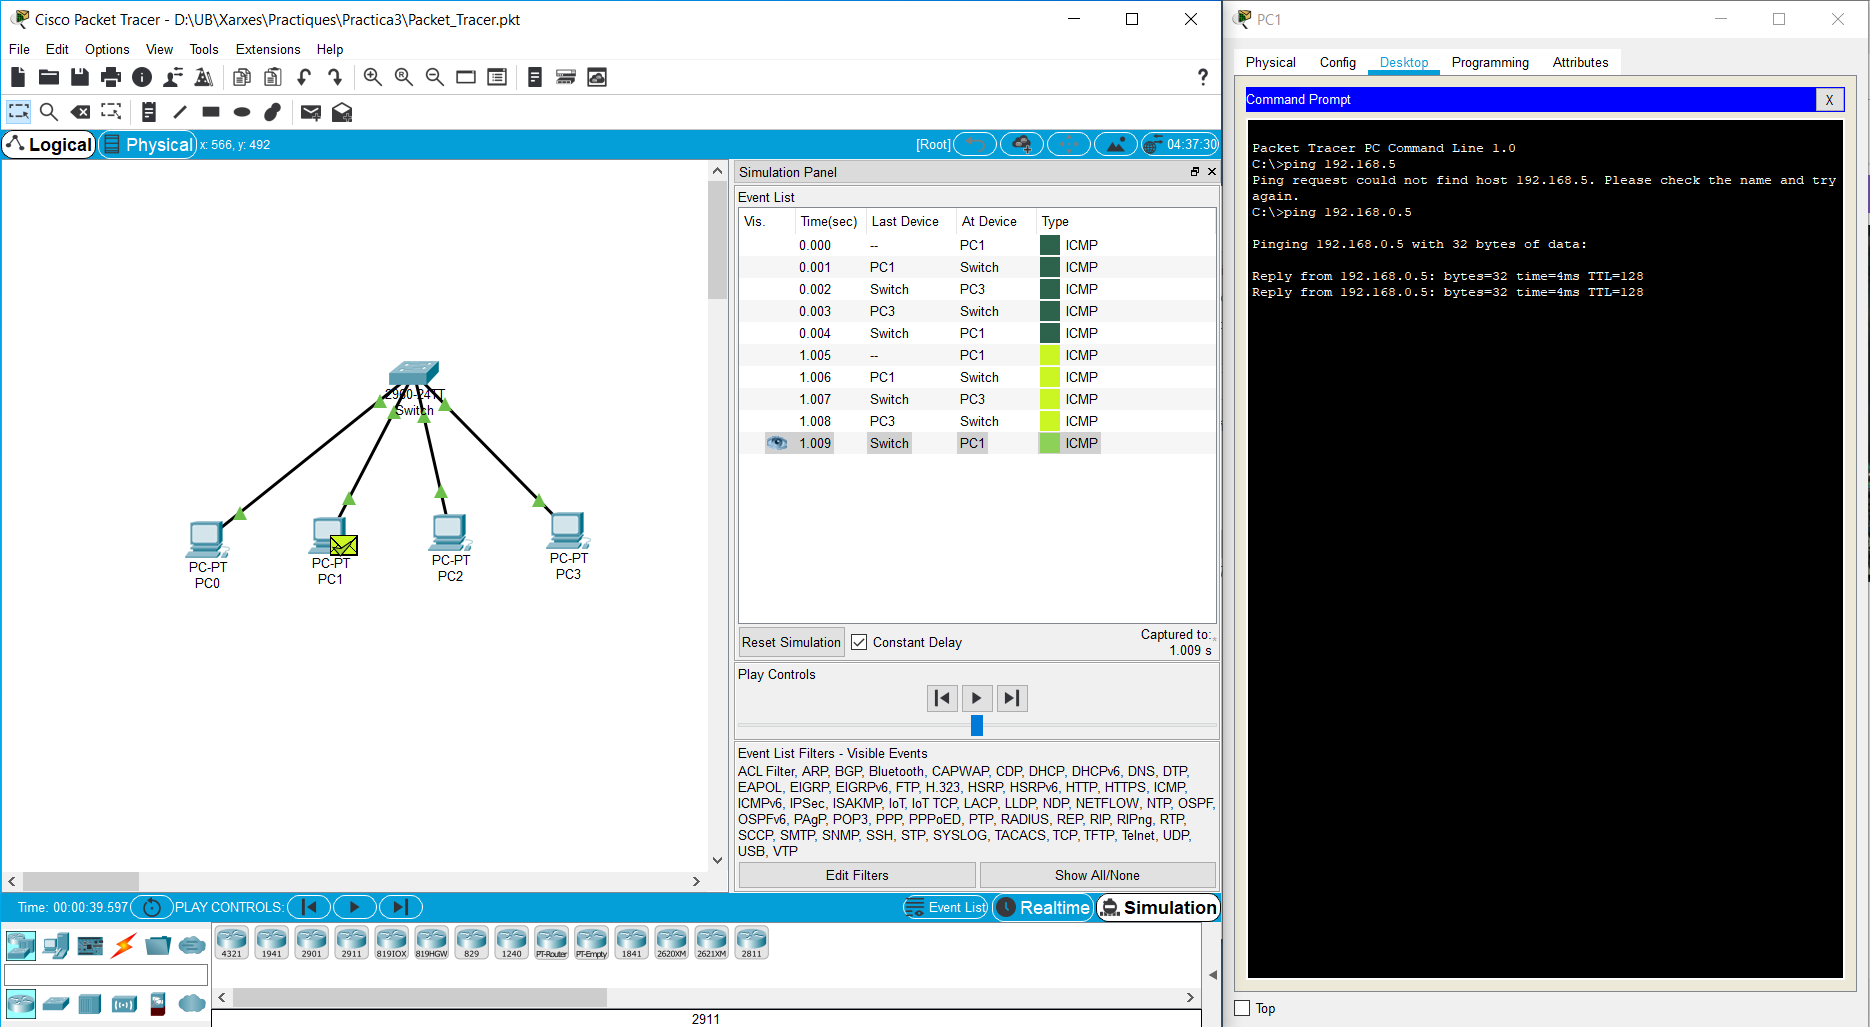 Cisco Packet Tracer - D:\UB\Xarxes\Practiques\Practica3\Packet_Tracer.pkt
File Edit Options View Tools Extensions Help
?
Logical Physical x: 566, y: 492 [Root] 04:37:30
2960-24TT
Switch
PC-PT
PC0
PC-PT
PC1
PC-PT
PC2
PC-PT
PC3
Simulation Panel
Event List
Vis. Time(sec) Last Device At Device Type
0.000 -- PC1 ICMP
0.001 PC1 Switch ICMP
0.002 Switch PC3 ICMP
0.003 PC3 Switch ICMP
0.004 Switch PC1 ICMP
1.005 -- PC1 ICMP
1.006 PC1 Switch ICMP
1.007 Switch PC3 ICMP
1.008 PC3 Switch ICMP
1.009 Switch PC1 ICMP
Reset Simulation Constant Delay Captured to:
1.009 s
Play Controls
Event List Filters - Visible Events
ACL Filter, ARP, BGP, Bluetooth, CAPWAP, CDP, DHCP, DHCPv6, DNS, DTP,
EAPOL, EIGRP, EIGRPv6, FTP, H.323, HSRP, HSRPv6, HTTP, HTTPS, ICMP,
ICMPv6, IPSec, ISAKMP, IoT, IoT TCP, LACP, LLDP, NDP, NETFLOW, NTP, OSPF,
OSPFv6, PAgP, POP3, PPP, PPPoED, PTP, RADIUS, REP, RIP, RIPng, RTP,
SCCP, SMTP, SNMP, SSH, STP, SYSLOG, TACACS, TCP, TFTP, Telnet, UDP,
USB, VTP
Edit Filters Show All/None
Time: 00:00:39.597 PLAY CONTROLS: Event List Realtime Simulation
4321 1941 2901 2911 819IOX 819HGW 829 1240 PT-Router PT-Empty 1841 2620XM 2621XM 2811
2911
PC1
Physical Config Desktop Programming Attributes
Command Prompt X
Packet Tracer PC Command Line 1.0
C:\>ping 192.168.5
Ping request could not find host 192.168.5. Please check the name and try
again.
C:\>ping 192.168.0.5
Pinging 192.168.0.5 with 32 bytes of data:
Reply from 192.168.0.5: bytes=32 time=4ms TTL=128
Reply from 192.168.0.5: bytes=32 time=4ms TTL=128
Top